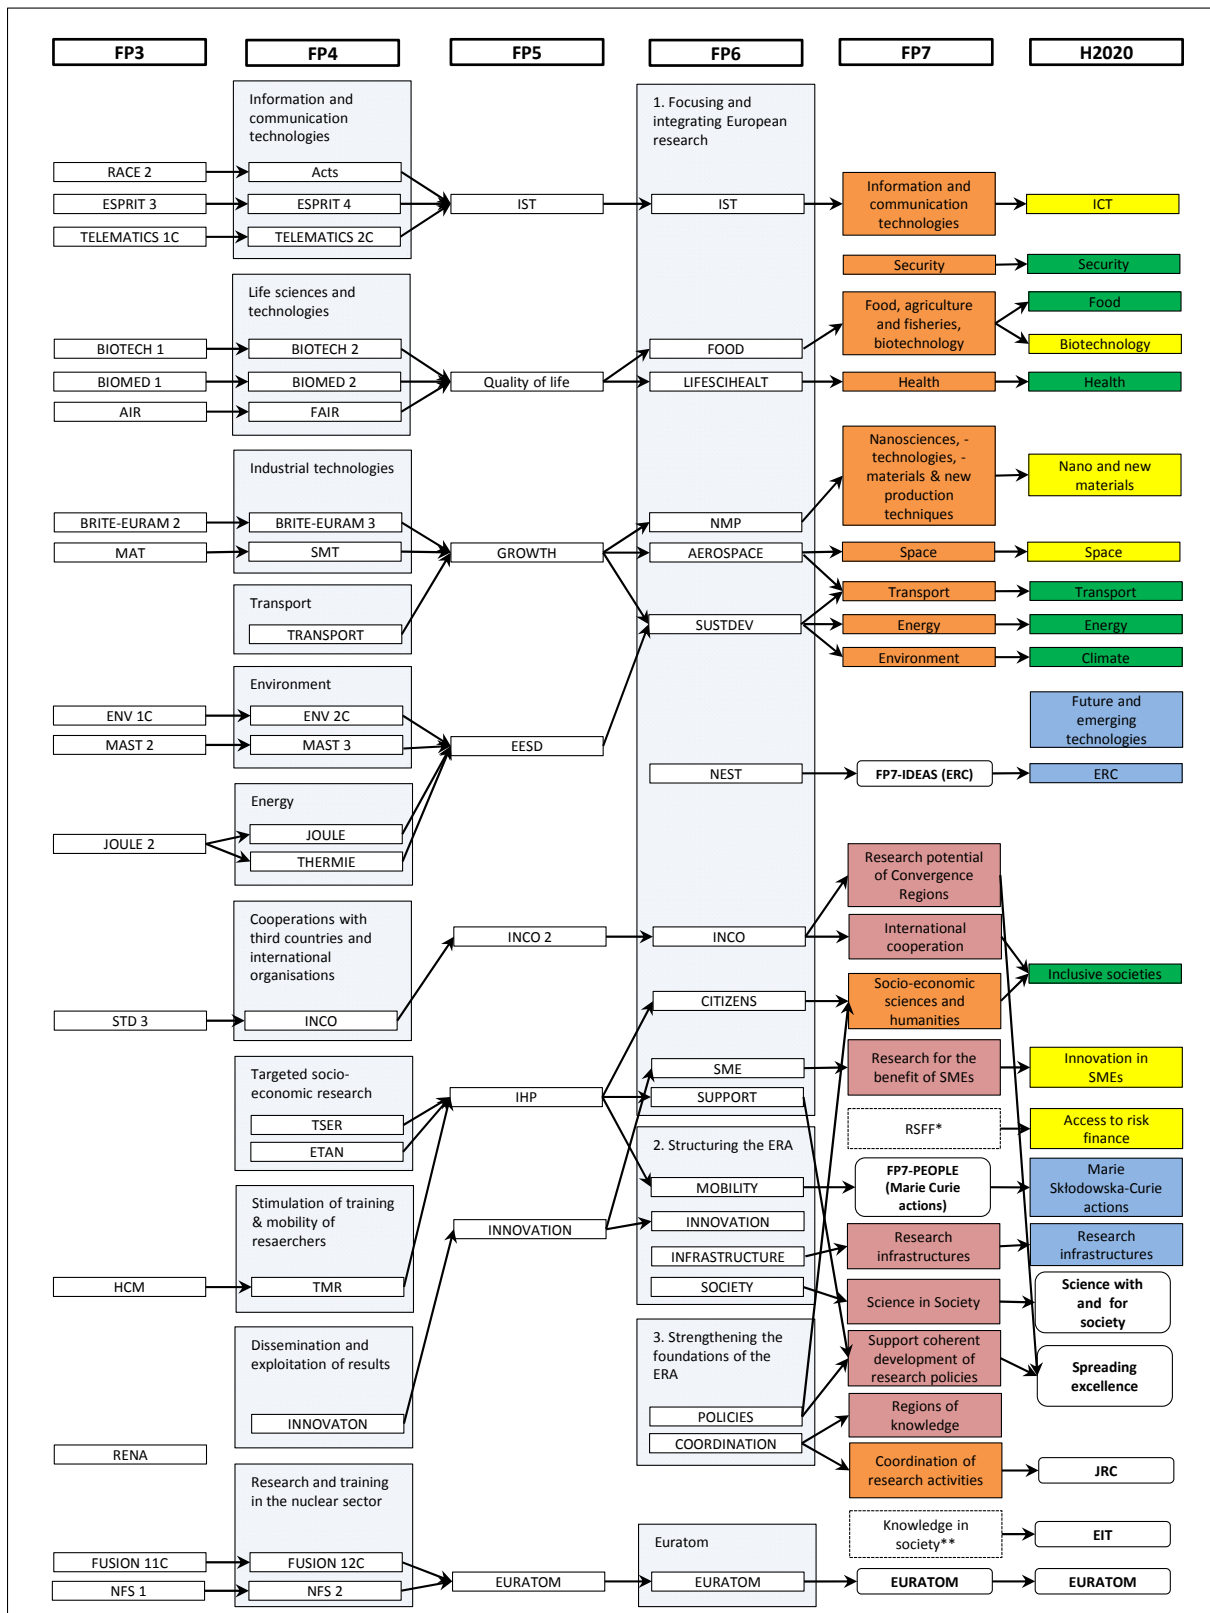 FP3
FP4
FP5
FP6
FP7
H2020
RACE 2
ESPRIT 3
TELEMATICS 1C
BIOTECH 1
BIOMED 1
AIR
BRITE-EURAM 2
MAT
ENV 1C
MAST 2
JOULE 2
STD 3
HCM
RENA
FUSION 11C
NFS 1
Information and
communication
technologies
Acts
ESPRIT 4
TELEMATICS 2C
Life sciences and
technologies
BIOTECH 2
BIOMED 2
FAIR
Industrial technologies
BRITE-EURAM 3
SMT
Transport
TRANSPORT
Environment
ENV 2C
MAST 3
Energy
JOULE
THERMIE
Cooperations with
third countries and
international
organisations
INCO
Targeted socio-
economic research
TSER
ETAN
Stimulation of training
& mobility of
resaerchers
TMR
Dissemination and
exploitation of results
INNOVATON
Research and training
in the nuclear sector
FUSION 12C
NFS 2
IST
Quality of life
GROWTH
EESD
INCO 2
IHP
INNOVATION
EURATOM
1. Focusing and
integrating European
research
IST
FOOD
LIFESCIHEALT
NMP
AEROSPACE
SUSTDEV
NEST
INCO
CITIZENS
SME
SUPPORT
2. Structuring the ERA
MOBILITY
INNOVATION
INFRASTRUCTURE
SOCIETY
3. Strengthening the
foundations of the
ERA
POLICIES
COORDINATION
Euratom
EURATOM
Information and
communication
technologies
Security
Food, agriculture
and fisheries,
biotechnology
Health
Nanosciences, -
technologies, -
materials & new
production
techniques
Space
Transport
Energy
Environment
FP7-IDEAS (ERC)
Research potential
of Convergence
Regions
International
cooperation
Socio-economic
sciences and
humanities
Research for the
benefit of SMEs
RSFF*
FP7-PEOPLE
(Marie Curie
actions)
Research
infrastructures
Science in Society
Support coherent
development of
research policies
Regions of
knowledge
Coordination of
research activities
Knowledge in
society**
EURATOM
ICT
Security
Food
Biotechnology
Health
Nano and new
materials
Space
Transport
Energy
Climate
Future and
emerging
technologies
ERC
Inclusive societies
Innovation in
SMEs
Access to risk
finance
Marie
Skłodowska-Curie
actions
Research
infrastructures
Science with
and for
society
Spreading
excellence
JRC
EIT
EURATOM